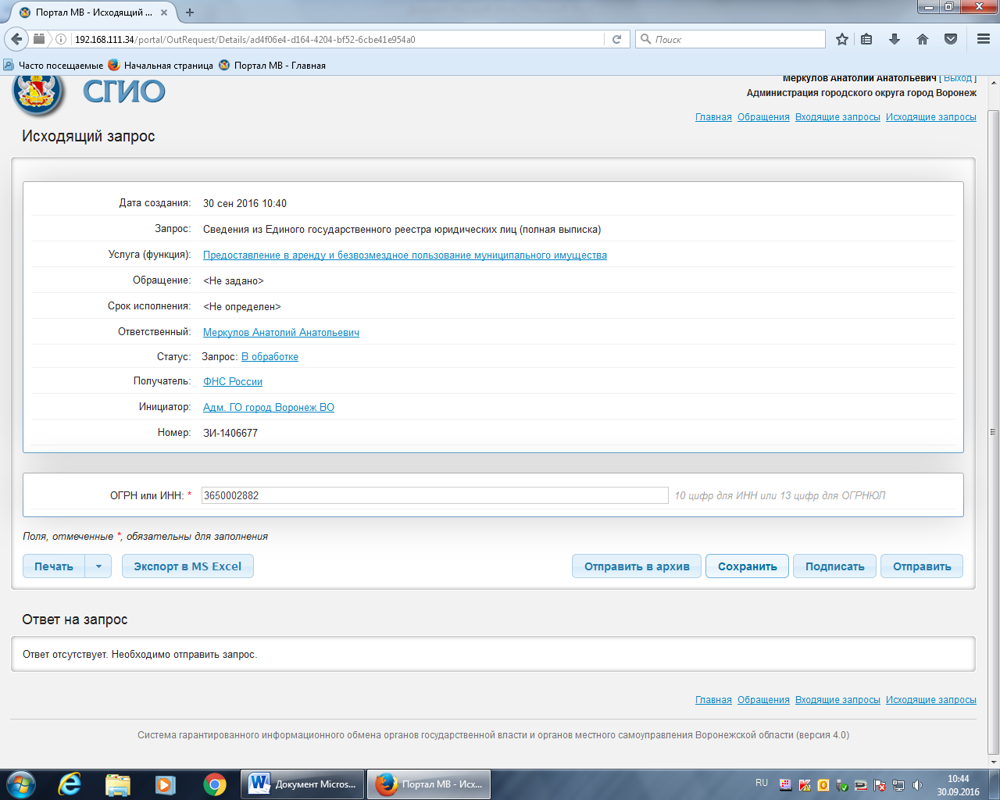 Портал МВ - Исходящий ...
192.168.111.34/portal/OutRequest/Details/ad4f06e4-d164-4204-bf52-6cbe41e954a0
Поиск
Часто посещаемые Начальная страница Портал МВ - Главная
СГИО
Меркулов Анатолий Анатольевич [ Выход ]
Администрация городского округа город Воронеж
Главная Обращения Входящие запросы Исходящие запросы
Исходящий запрос
Дата создания: 30 сен 2016 10:40
Запрос: Сведения из Единого государственного реестра юридических лиц (полная выписка)
Услуга (функция): Предоставление в аренду и безвозмездное пользование муниципального имущества
Обращение: <Не задано>
Срок исполнения: <Не определен>
Ответственный: Меркулов Анатолий Анатольевич
Статус: Запрос: В обработке
Получатель: ФНС России
Инициатор: Адм. ГО город Воронеж ВО
Номер: ЗИ-1406677
ОГРН или ИНН: * 3650002882 10 цифр для ИНН или 13 цифр для ОГРНЮЛ
Поля, отмеченные *, обязательны для заполнения
Печать Экспорт в MS Excel Отправить в архив Сохранить Подписать Отправить
Ответ на запрос
Ответ отсутствует. Необходимо отправить запрос.
Главная Обращения Входящие запросы Исходящие запросы
Система гарантированного информационного обмена органов государственной власти и органов местного самоуправления Воронежской области (версия 4.0)
Документ Micros...
Портал МВ - Исх...
RU
10:44
30.09.2016